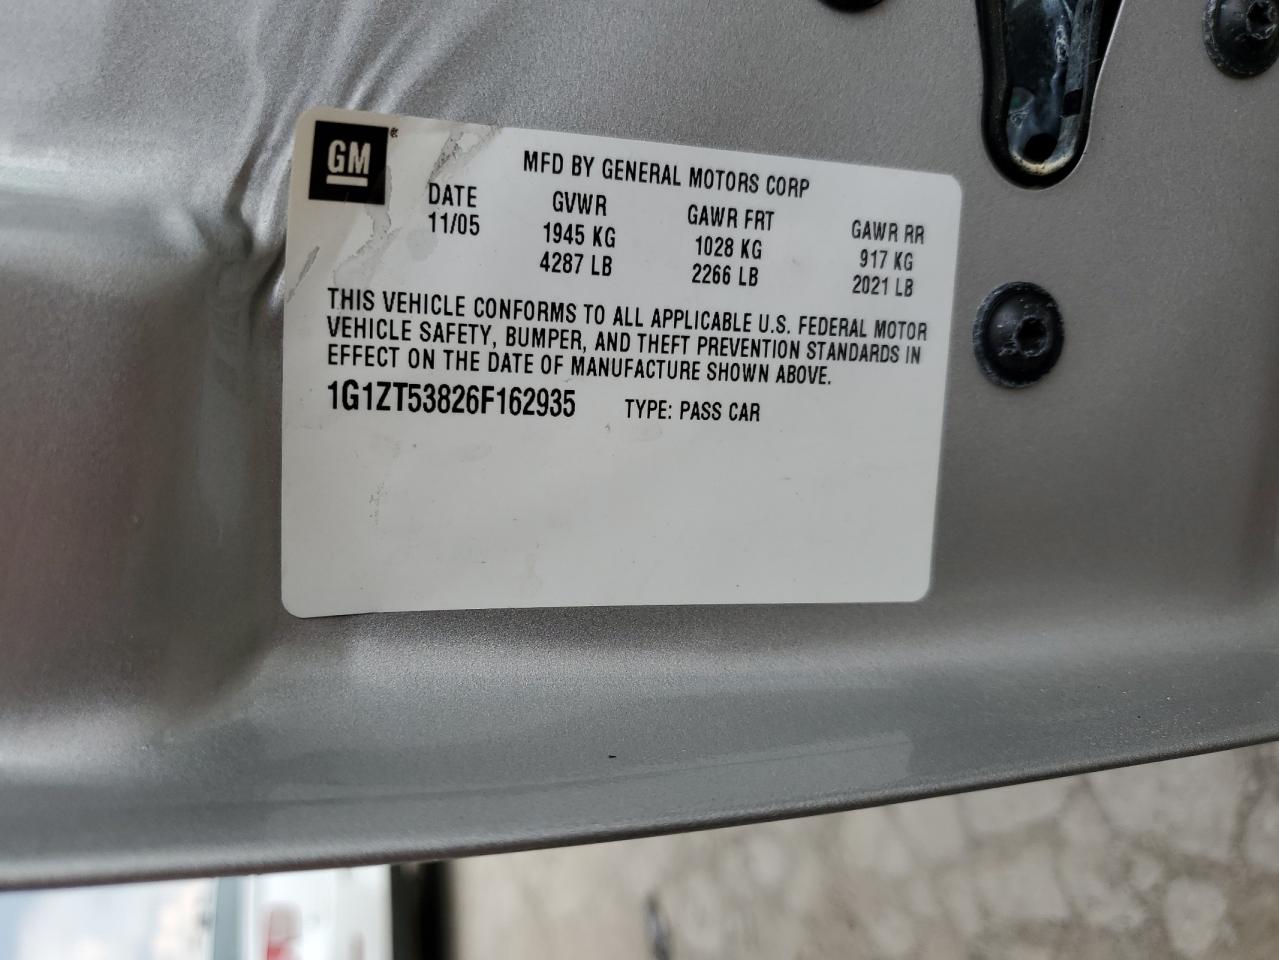 GM®
MFD BY GENERAL MOTORS CORP
DATE GVWR GAWR FRT GAWR RR
11/05 1945 KG 1028 KG 917 KG
4287 LB 2266 LB 2021 LB
THIS VEHICLE CONFORMS TO ALL APPLICABLE U.S. FEDERAL MOTOR
VEHICLE SAFETY, BUMPER, AND THEFT PREVENTION STANDARDS IN
EFFECT ON THE DATE OF MANUFACTURE SHOWN ABOVE.
1G1ZT53826F162935 TYPE: PASS CAR